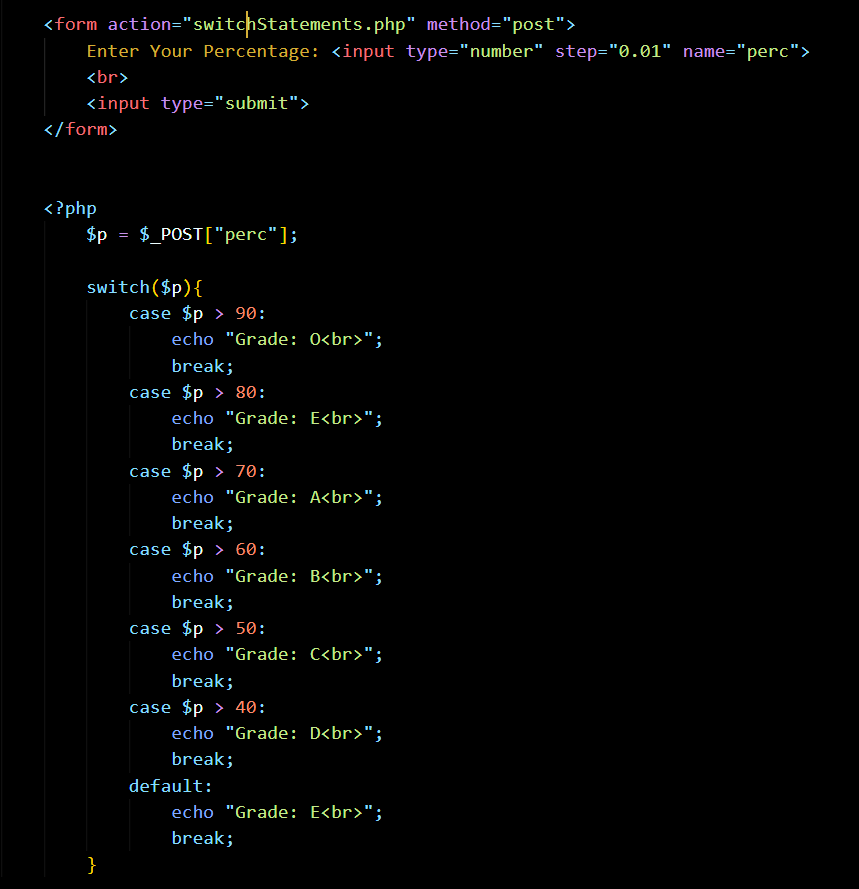 <form action="switchStatements.php" method="post">
Enter Your Percentage: <input type="number" step="0.01" name="perc">
<br>
<input type="submit">
</form>
<?php
$p = $_POST["perc"];
switch($p){
case $p > 90:
echo "Grade: O<br>";
break;
case $p > 80:
echo "Grade: E<br>";
break;
case $p > 70:
echo "Grade: A<br>";
break;
case $p > 60:
echo "Grade: B<br>";
break;
case $p > 50:
echo "Grade: C<br>";
break;
case $p > 40:
echo "Grade: D<br>";
break;
default:
echo "Grade: E<br>";
break;
}